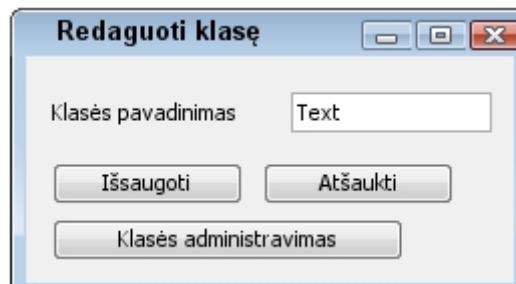 Redaguoti klasę
Klasės pavadinimas Text
Išsaugoti Atšaukti
Klasės administravimas